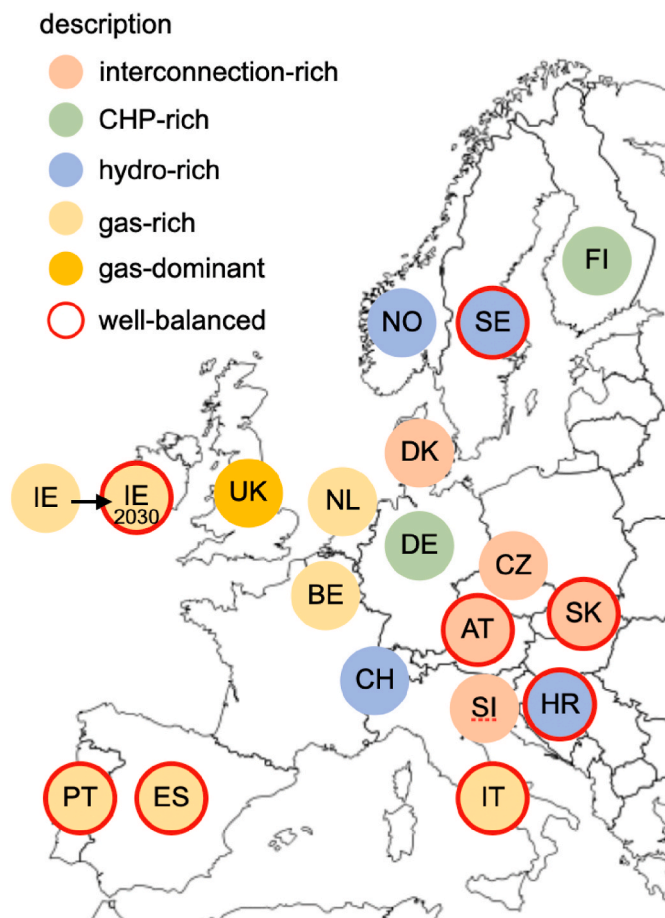 description
interconnection-rich
CHP-rich
hydro-rich
gas-rich
gas-dominant
well-balanced
FI
NO
SE
DK
IE
IE
2030
UK
NL
DE
CZ
BE
AT
SK
CH
SI
HR
PT
ES
IT